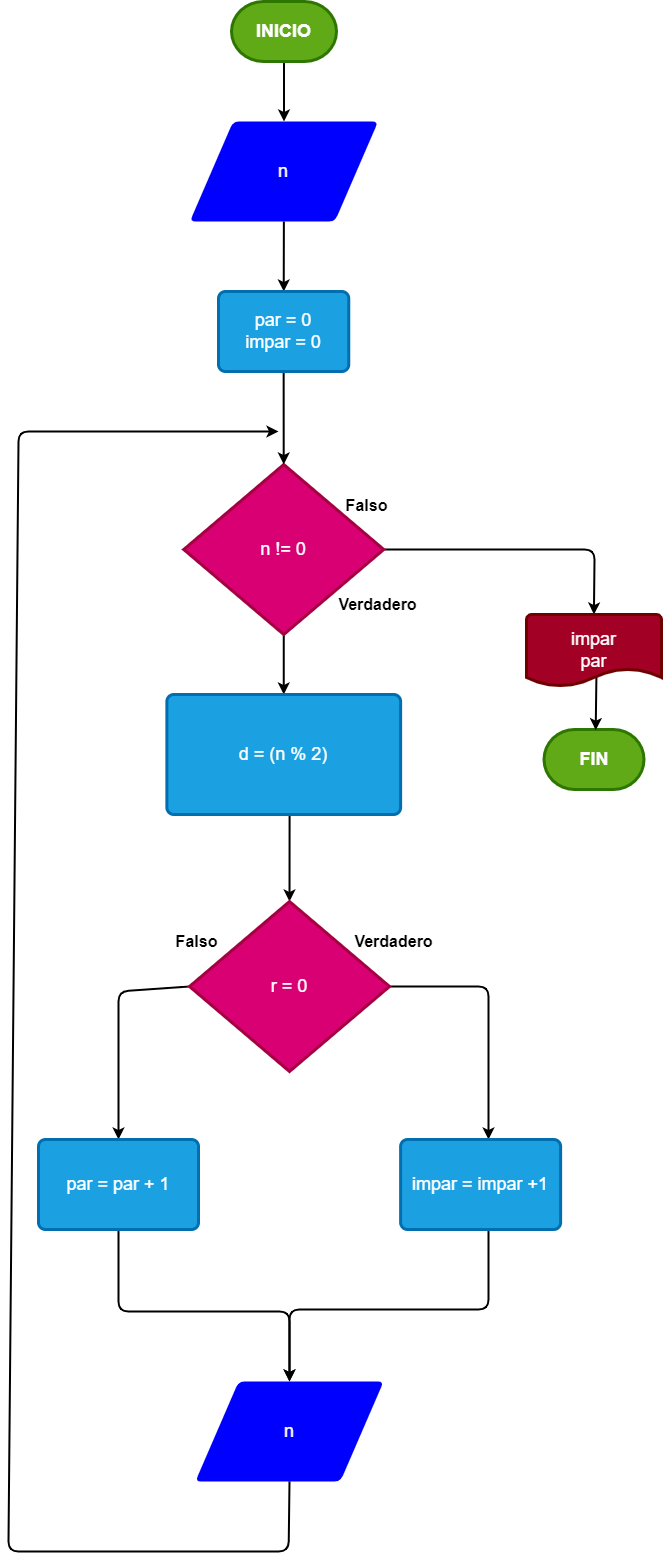 INICIO
n
par = 0
impar = 0
Falso
n != 0
Verdadero
impar
par
d = (n % 2)
FIN
Falso
Verdadero
r = 0
par = par + 1
impar = impar +1
n